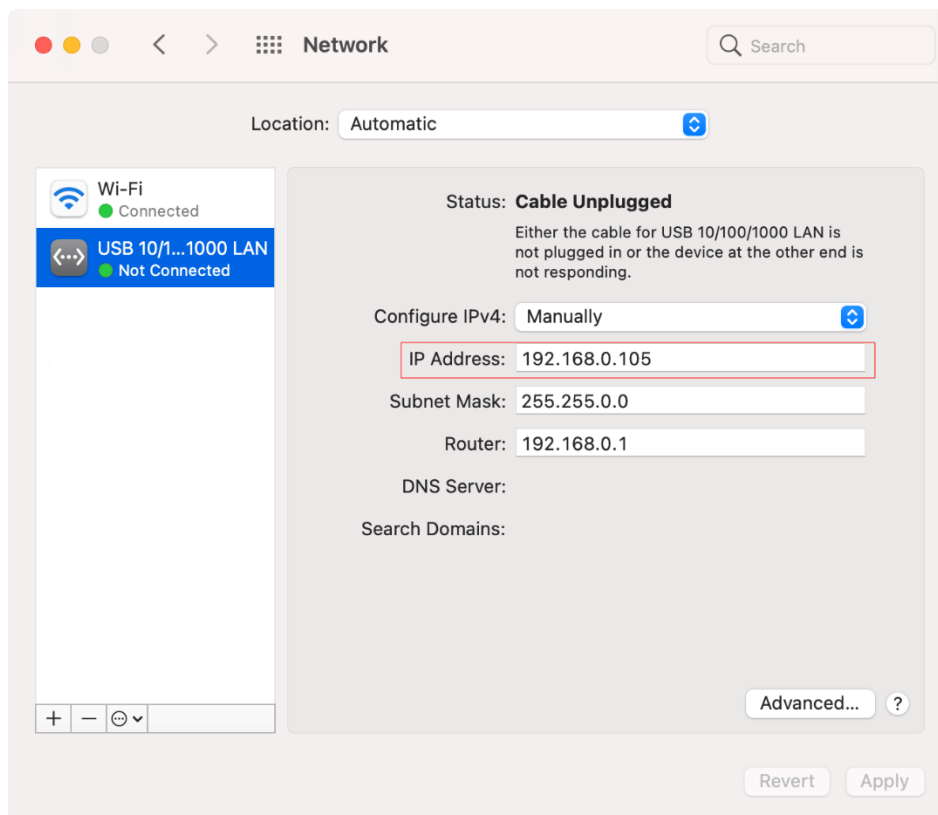 Network
Search
Location: Automatic
Wi-Fi
Connected
USB 10/1...1000 LAN
Not Connected
Status: Cable Unplugged
Either the cable for USB 10/100/1000 LAN is
not plugged in or the device at the other end is
not responding.
Configure IPv4: Manually
IP Address: 192.168.0.105
Subnet Mask: 255.255.0.0
Router: 192.168.0.1
DNS Server:
Search Domains:
Advanced... ?
Revert Apply